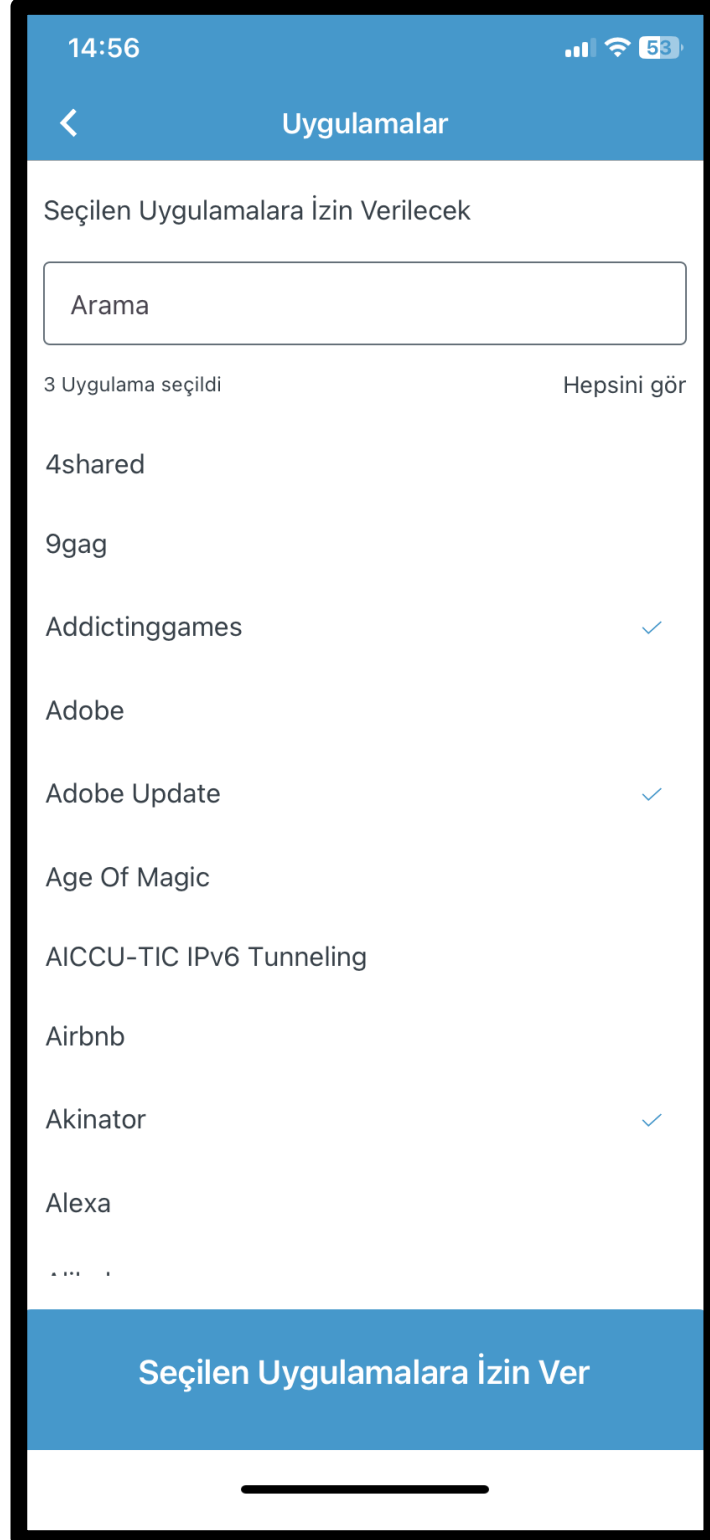 14:56
53
Uygulamalar
Seçilen Uygulamalara İzin Verilecek
Arama
3 Uygulama seçildi
Hepsini gör
4shared
9gag
Addictinggames
Adobe
Adobe Update
Age Of Magic
AICCU-TIC IPv6 Tunneling
Airbnb
Akinator
Alexa
Seçilen Uygulamalara İzin Ver